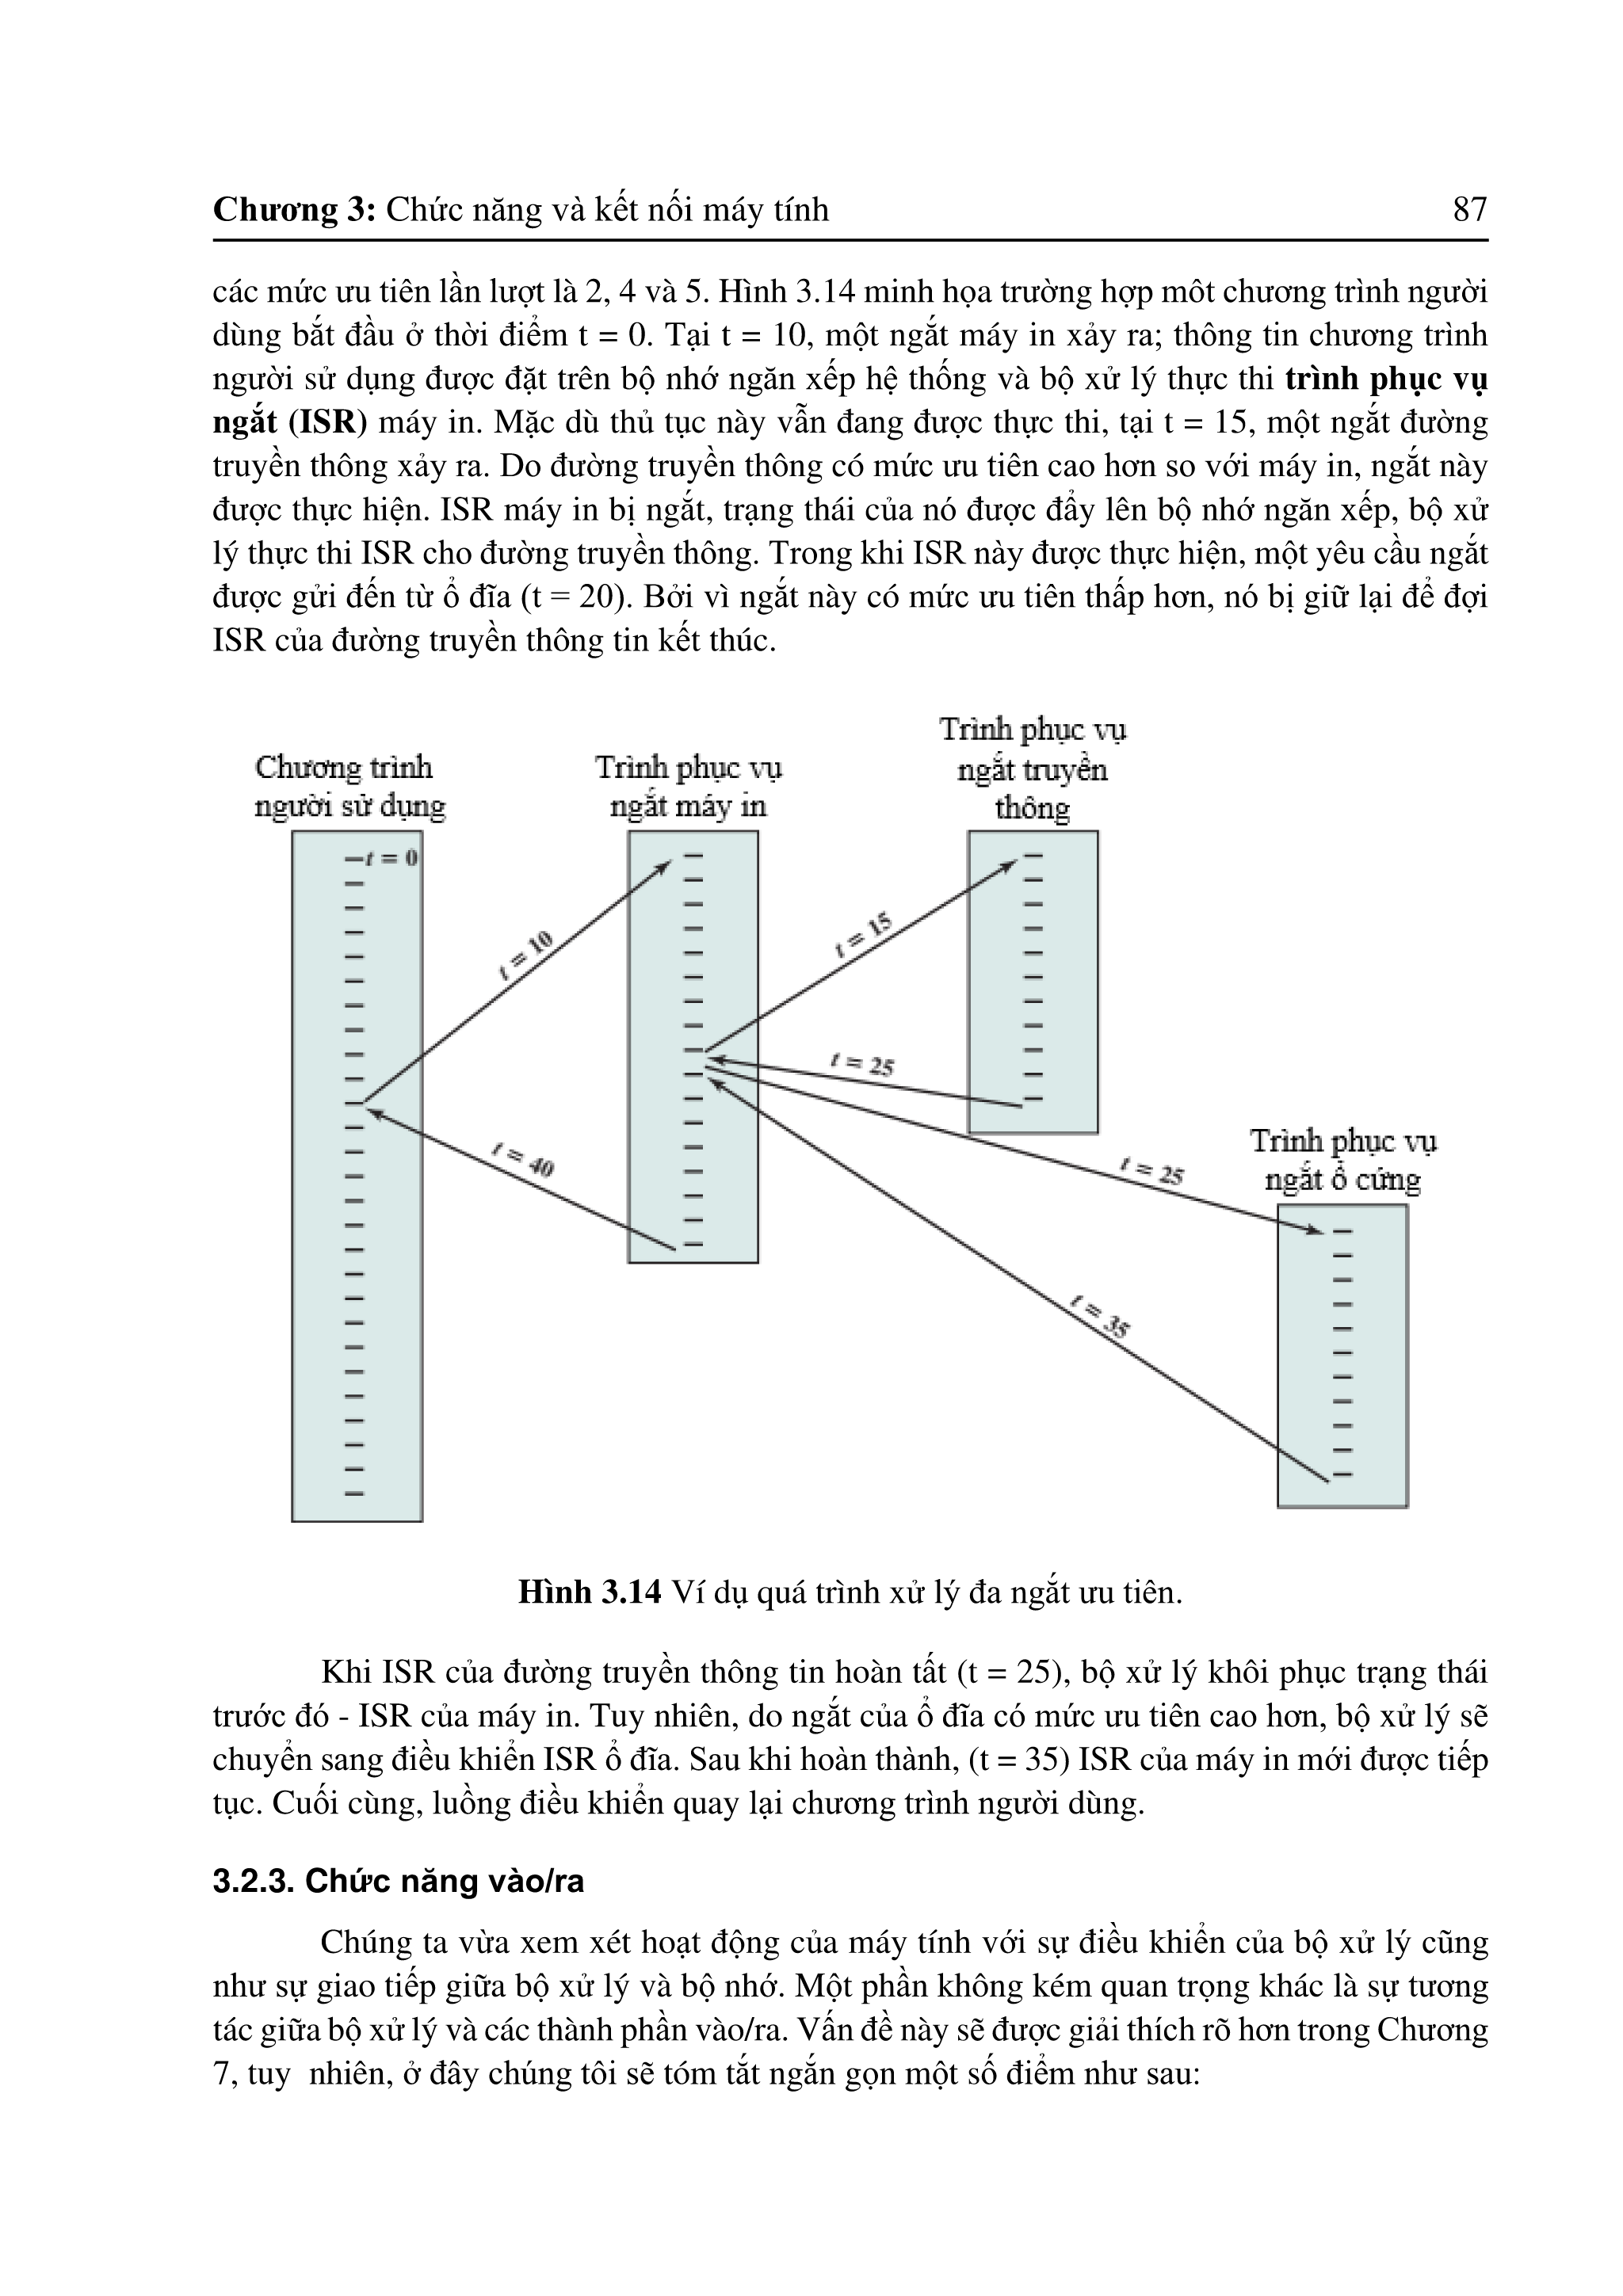 Chương 3: Chức năng và kết nối máy tính 87
các mức ưu tiên lần lượt là 2, 4 và 5. Hình 3.14 minh họa trường hợp môt chương trình người
dùng bắt đầu ở thời điểm t = 0. Tại t = 10, một ngắt máy in xảy ra; thông tin chương trình
người sử dụng được đặt trên bộ nhớ ngăn xếp hệ thống và bộ xử lý thực thi trình phục vụ
ngắt (ISR) máy in. Mặc dù thủ tục này vẫn đang được thực thi, tại t = 15, một ngắt đường
truyền thông xảy ra. Do đường truyền thông có mức ưu tiên cao hơn so với máy in, ngắt này
được thực hiện. ISR máy in bị ngắt, trạng thái của nó được đẩy lên bộ nhớ ngăn xếp, bộ xử
lý thực thi ISR cho đường truyền thông. Trong khi ISR này được thực hiện, một yêu cầu ngắt
được gửi đến từ ổ đĩa (t = 20). Bởi vì ngắt này có mức ưu tiên thấp hơn, nó bị giữ lại để đợi
ISR của đường truyền thông tin kết thúc.
Chương trình
người sử dụng
Trình phục vụ
ngắt máy in
Trình phục vụ
ngắt truyền
thông
t = 0
t = 10
t = 15
t = 25
t = 40
t = 25
Trình phục vụ
ngắt ổ cứng
t = 35
Hình 3.14 Ví dụ quá trình xử lý đa ngắt ưu tiên.
Khi ISR của đường truyền thông tin hoàn tất (t = 25), bộ xử lý khôi phục trạng thái
trước đó - ISR của máy in. Tuy nhiên, do ngắt của ổ đĩa có mức ưu tiên cao hơn, bộ xử lý sẽ
chuyển sang điều khiển ISR ổ đĩa. Sau khi hoàn thành, (t = 35) ISR của máy in mới được tiếp
tục. Cuối cùng, luồng điều khiển quay lại chương trình người dùng.
3.2.3. Chức năng vào/ra
Chúng ta vừa xem xét hoạt động của máy tính với sự điều khiển của bộ xử lý cũng
như sự giao tiếp giữa bộ xử lý và bộ nhớ. Một phần không kém quan trọng khác là sự tương
tác giữa bộ xử lý và các thành phần vào/ra. Vấn đề này sẽ được giải thích rõ hơn trong Chương
7, tuy  nhiên, ở đây chúng tôi sẽ tóm tắt ngắn gọn một số điểm như sau: